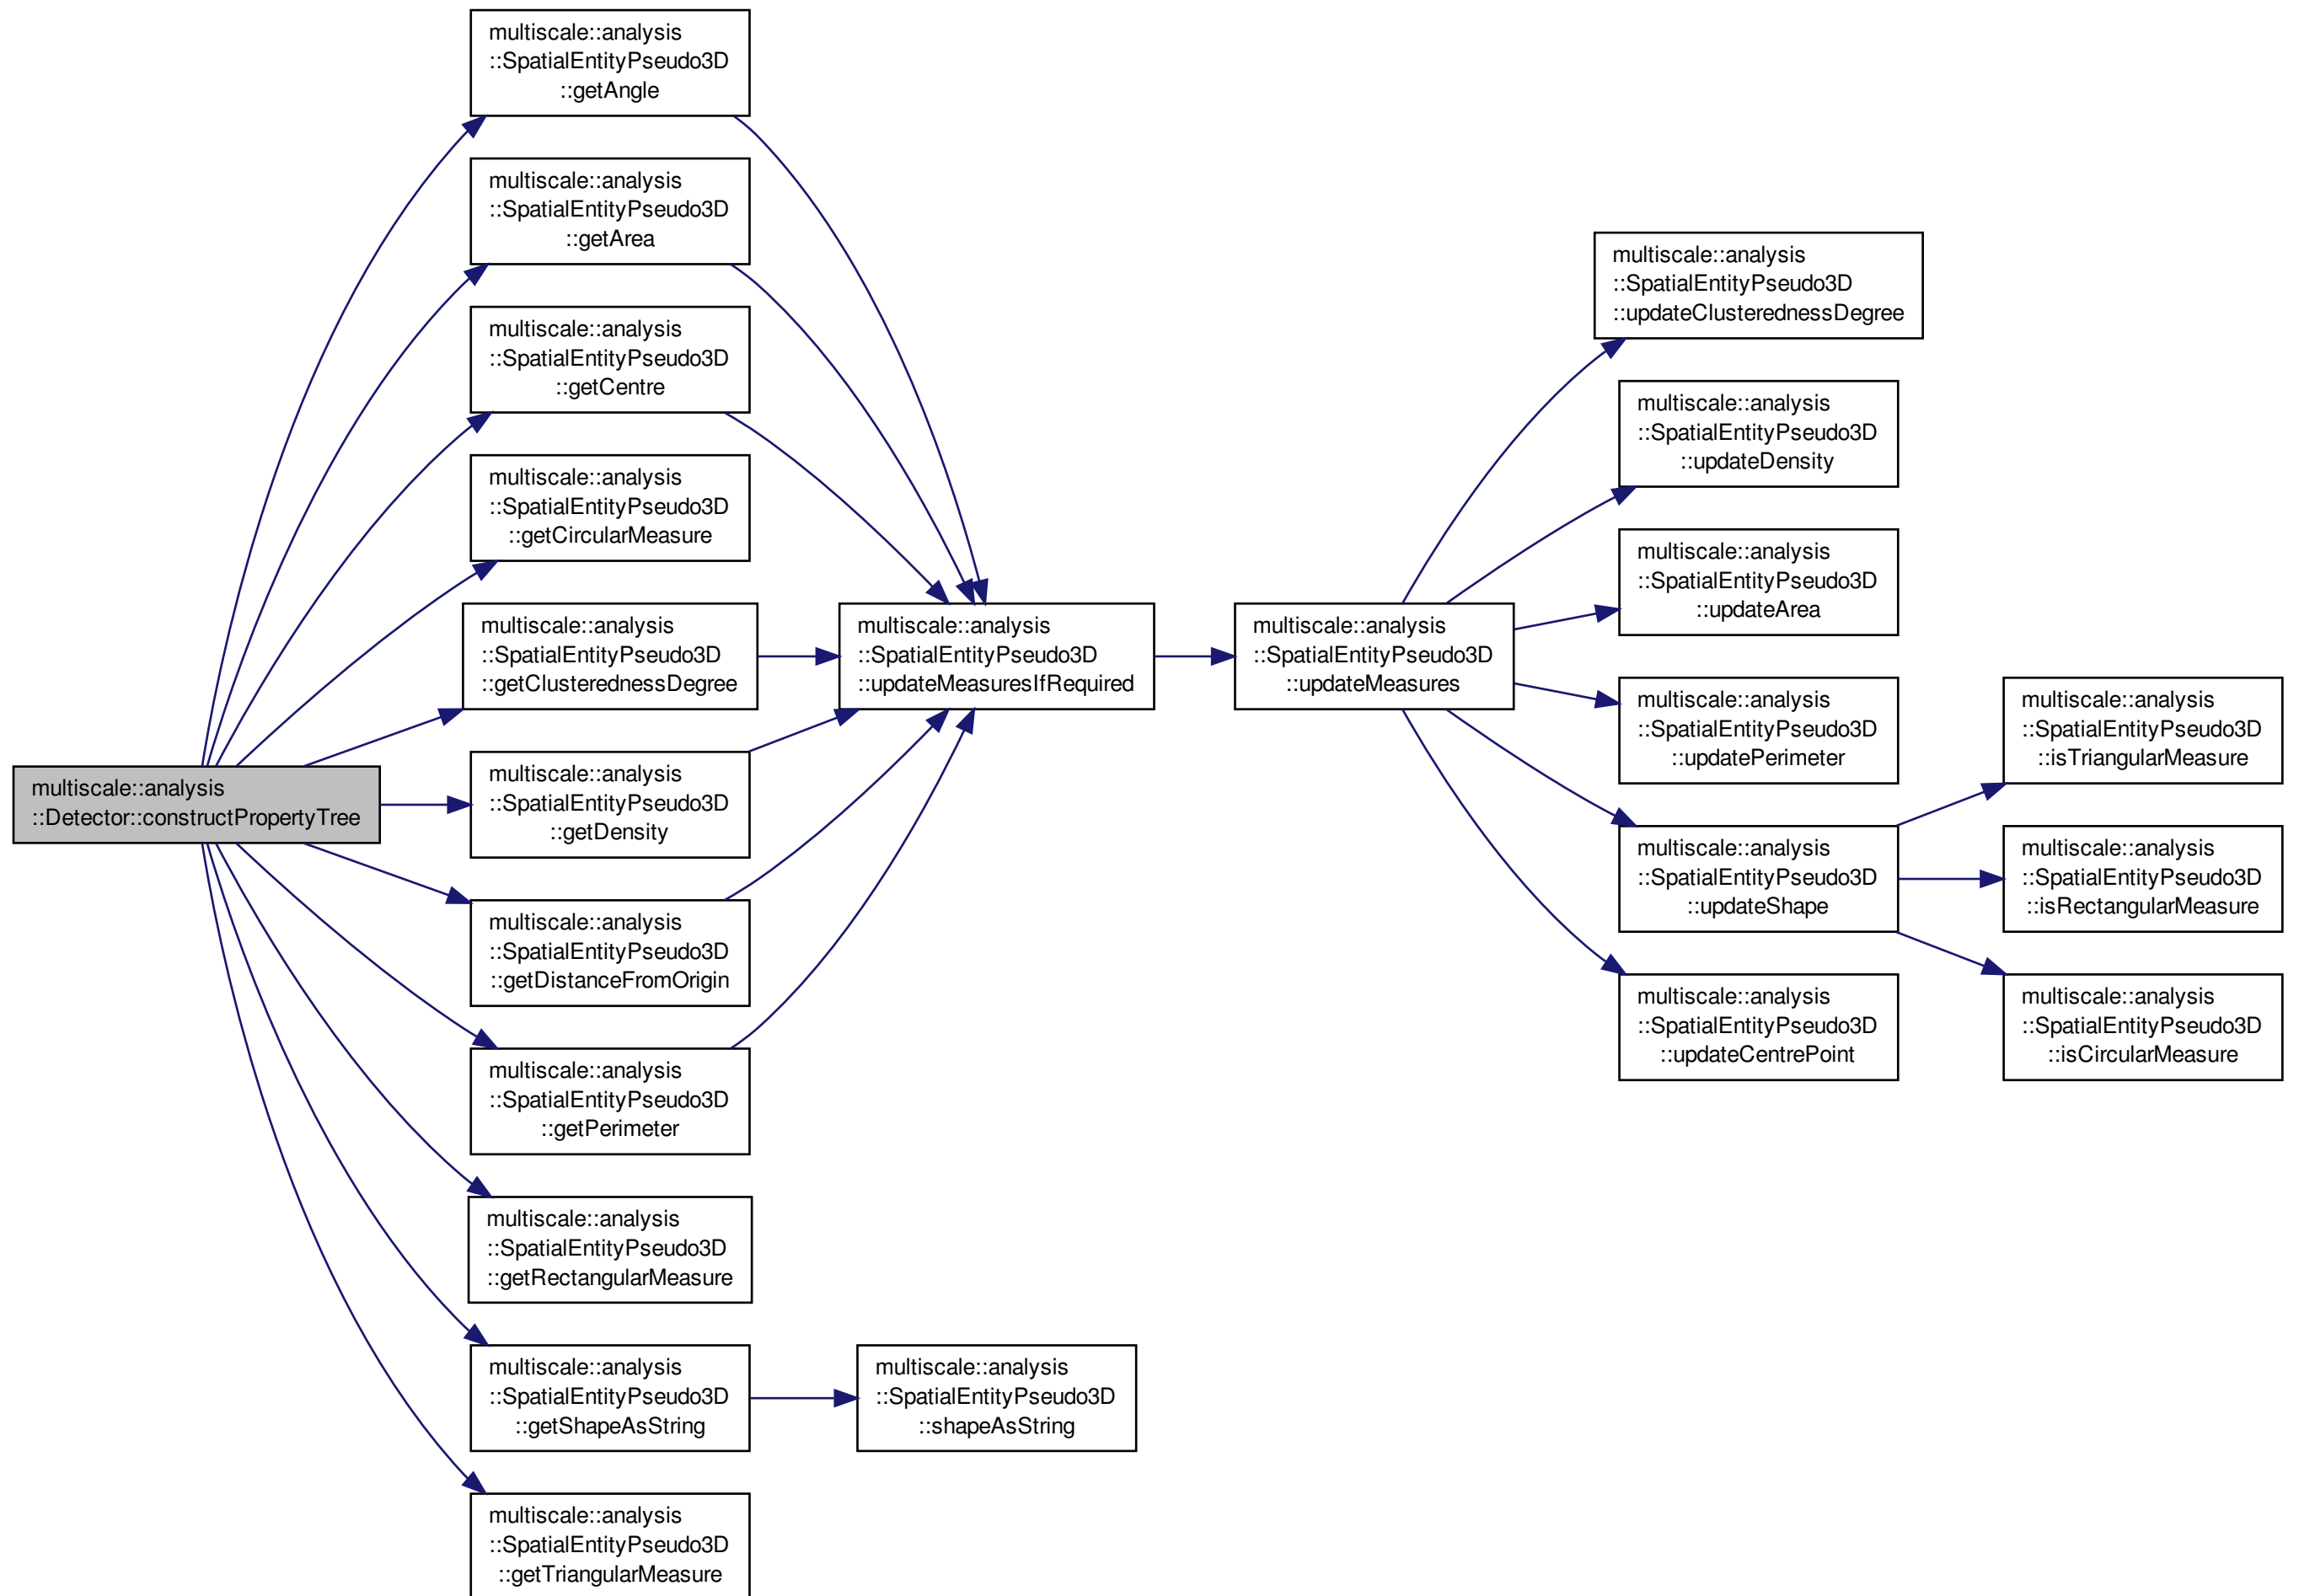 multiscale::analysis
::SpatialEntityPseudo3D
::getAngle
multiscale::analysis
::SpatialEntityPseudo3D
::getArea
multiscale::analysis
::SpatialEntityPseudo3D
::getCentre
multiscale::analysis
::SpatialEntityPseudo3D
::getCircularMeasure
multiscale::analysis
::SpatialEntityPseudo3D
::getClusterednessDegree
multiscale::analysis
::SpatialEntityPseudo3D
::getDensity
multiscale::analysis
::Detector::constructPropertyTree
multiscale::analysis
::SpatialEntityPseudo3D
::getDistanceFromOrigin
multiscale::analysis
::SpatialEntityPseudo3D
::getPerimeter
multiscale::analysis
::SpatialEntityPseudo3D
::getRectangularMeasure
multiscale::analysis
::SpatialEntityPseudo3D
::getShapeAsString
multiscale::analysis
::SpatialEntityPseudo3D
::getTriangularMeasure
multiscale::analysis
::SpatialEntityPseudo3D
::updateMeasuresIfRequired
multiscale::analysis
::SpatialEntityPseudo3D
::shapeAsString
multiscale::analysis
::SpatialEntityPseudo3D
::updateMeasures
multiscale::analysis
::SpatialEntityPseudo3D
::updateClusterednessDegree
multiscale::analysis
::SpatialEntityPseudo3D
::updateDensity
multiscale::analysis
::SpatialEntityPseudo3D
::updateArea
multiscale::analysis
::SpatialEntityPseudo3D
::updatePerimeter
multiscale::analysis
::SpatialEntityPseudo3D
::updateShape
multiscale::analysis
::SpatialEntityPseudo3D
::updateCentrePoint
multiscale::analysis
::SpatialEntityPseudo3D
::isTriangularMeasure
multiscale::analysis
::SpatialEntityPseudo3D
::isRectangularMeasure
multiscale::analysis
::SpatialEntityPseudo3D
::isCircularMeasure